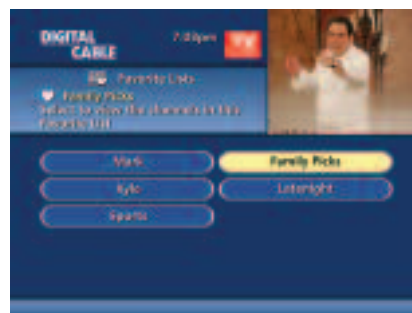 DIGITAL
CABLE
7:00pm
TV
Favorite Lists
Family Picks
Select to view the channels in this
Favorite List
Mark
Family Picks
Kyle
Latenight
Sports